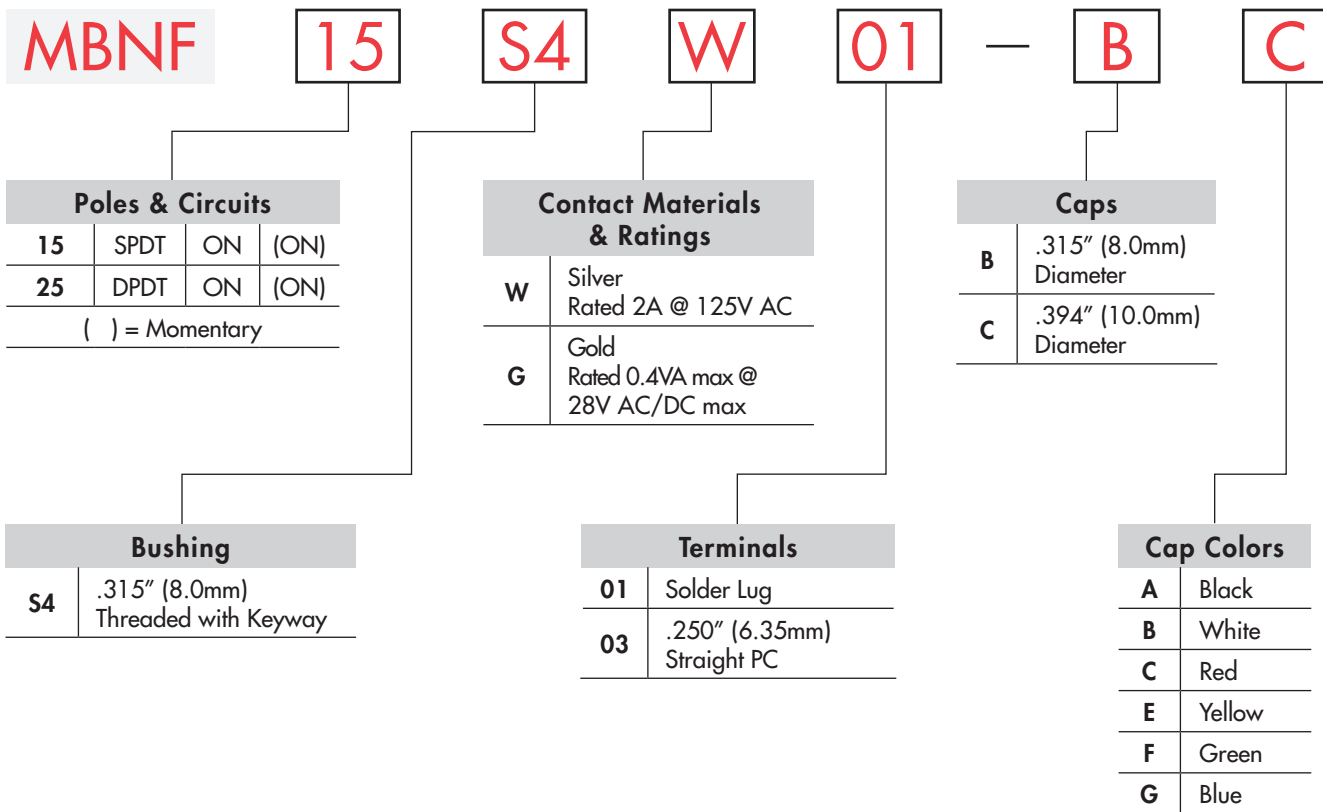 MBNF 15 S4 W 01 — B C
Poles & Circuits
15 SPDT ON (ON)
25 DPDT ON (ON)
( ) = Momentary
Contact Materials
& Ratings
W Silver
Rated 2A @ 125V AC
G Gold
Rated 0.4VA max @
28V AC/DC max
Caps
B .315" (8.0mm)
Diameter
C .394" (10.0mm)
Diameter
Bushing
S4 .315" (8.0mm)
Threaded with Keyway
Terminals
01 Solder Lug
03 .250" (6.35mm)
Straight PC
Cap Colors
A Black
B White
C Red
E Yellow
F Green
G Blue